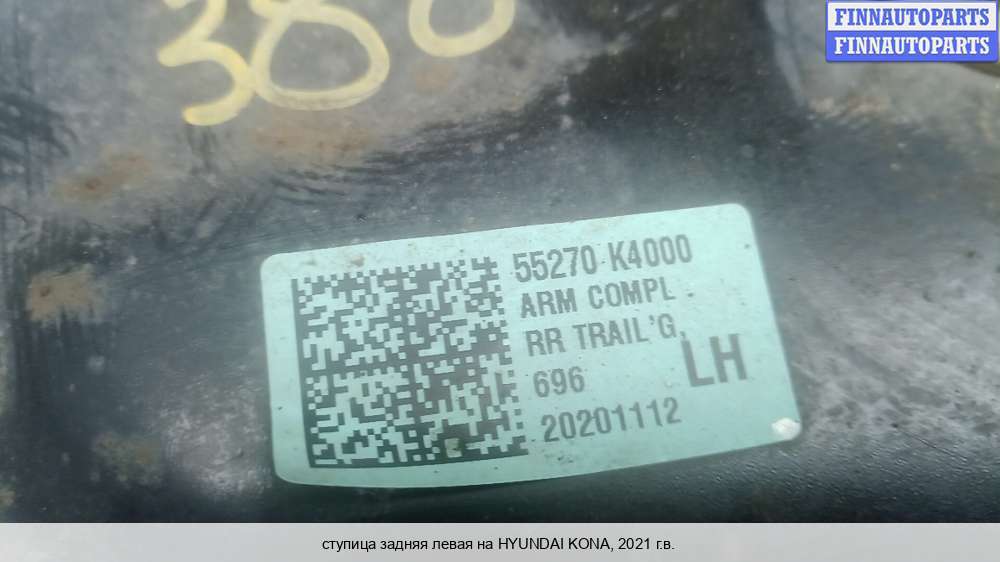 380
FINNAUTOPARTS
FINNAUTOPARTS
55270 K4000
ARM COMPL
RR TRAIL'G,
696
LH
20201112
ступица задняя левая на HYUNDAI KONA, 2021 г.в.